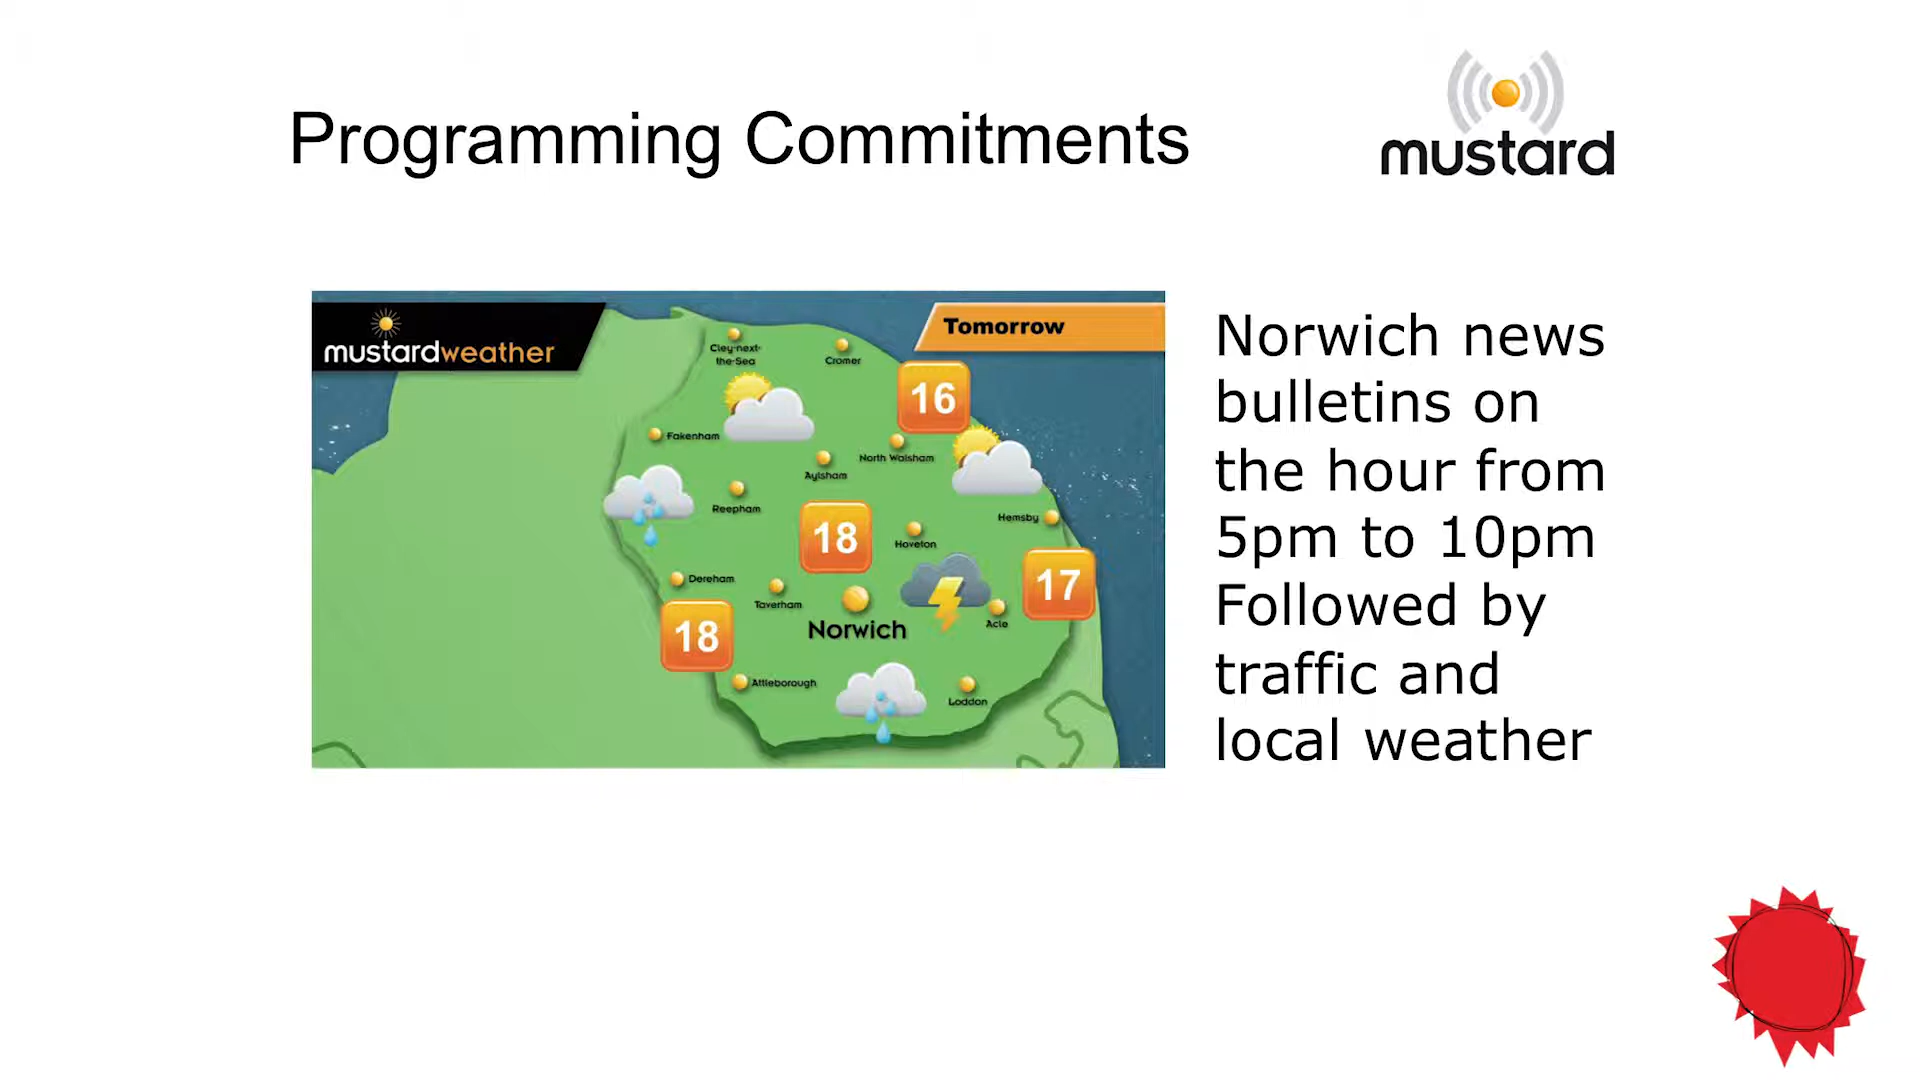 Programming Commitments
mustard
mustardweather
Tomorrow
Cley-next-
the-Sea
Cromer
16
Fakenham
North Walsham
Aylsham
Reepham
18
Hemsby
Hoveton
Dereham
17
Taverham
Acle
Norwich
18
Attleborough
Loddon
Norwich news
bulletins on
the hour from
5pm to 10pm
Followed by
traffic and
local weather